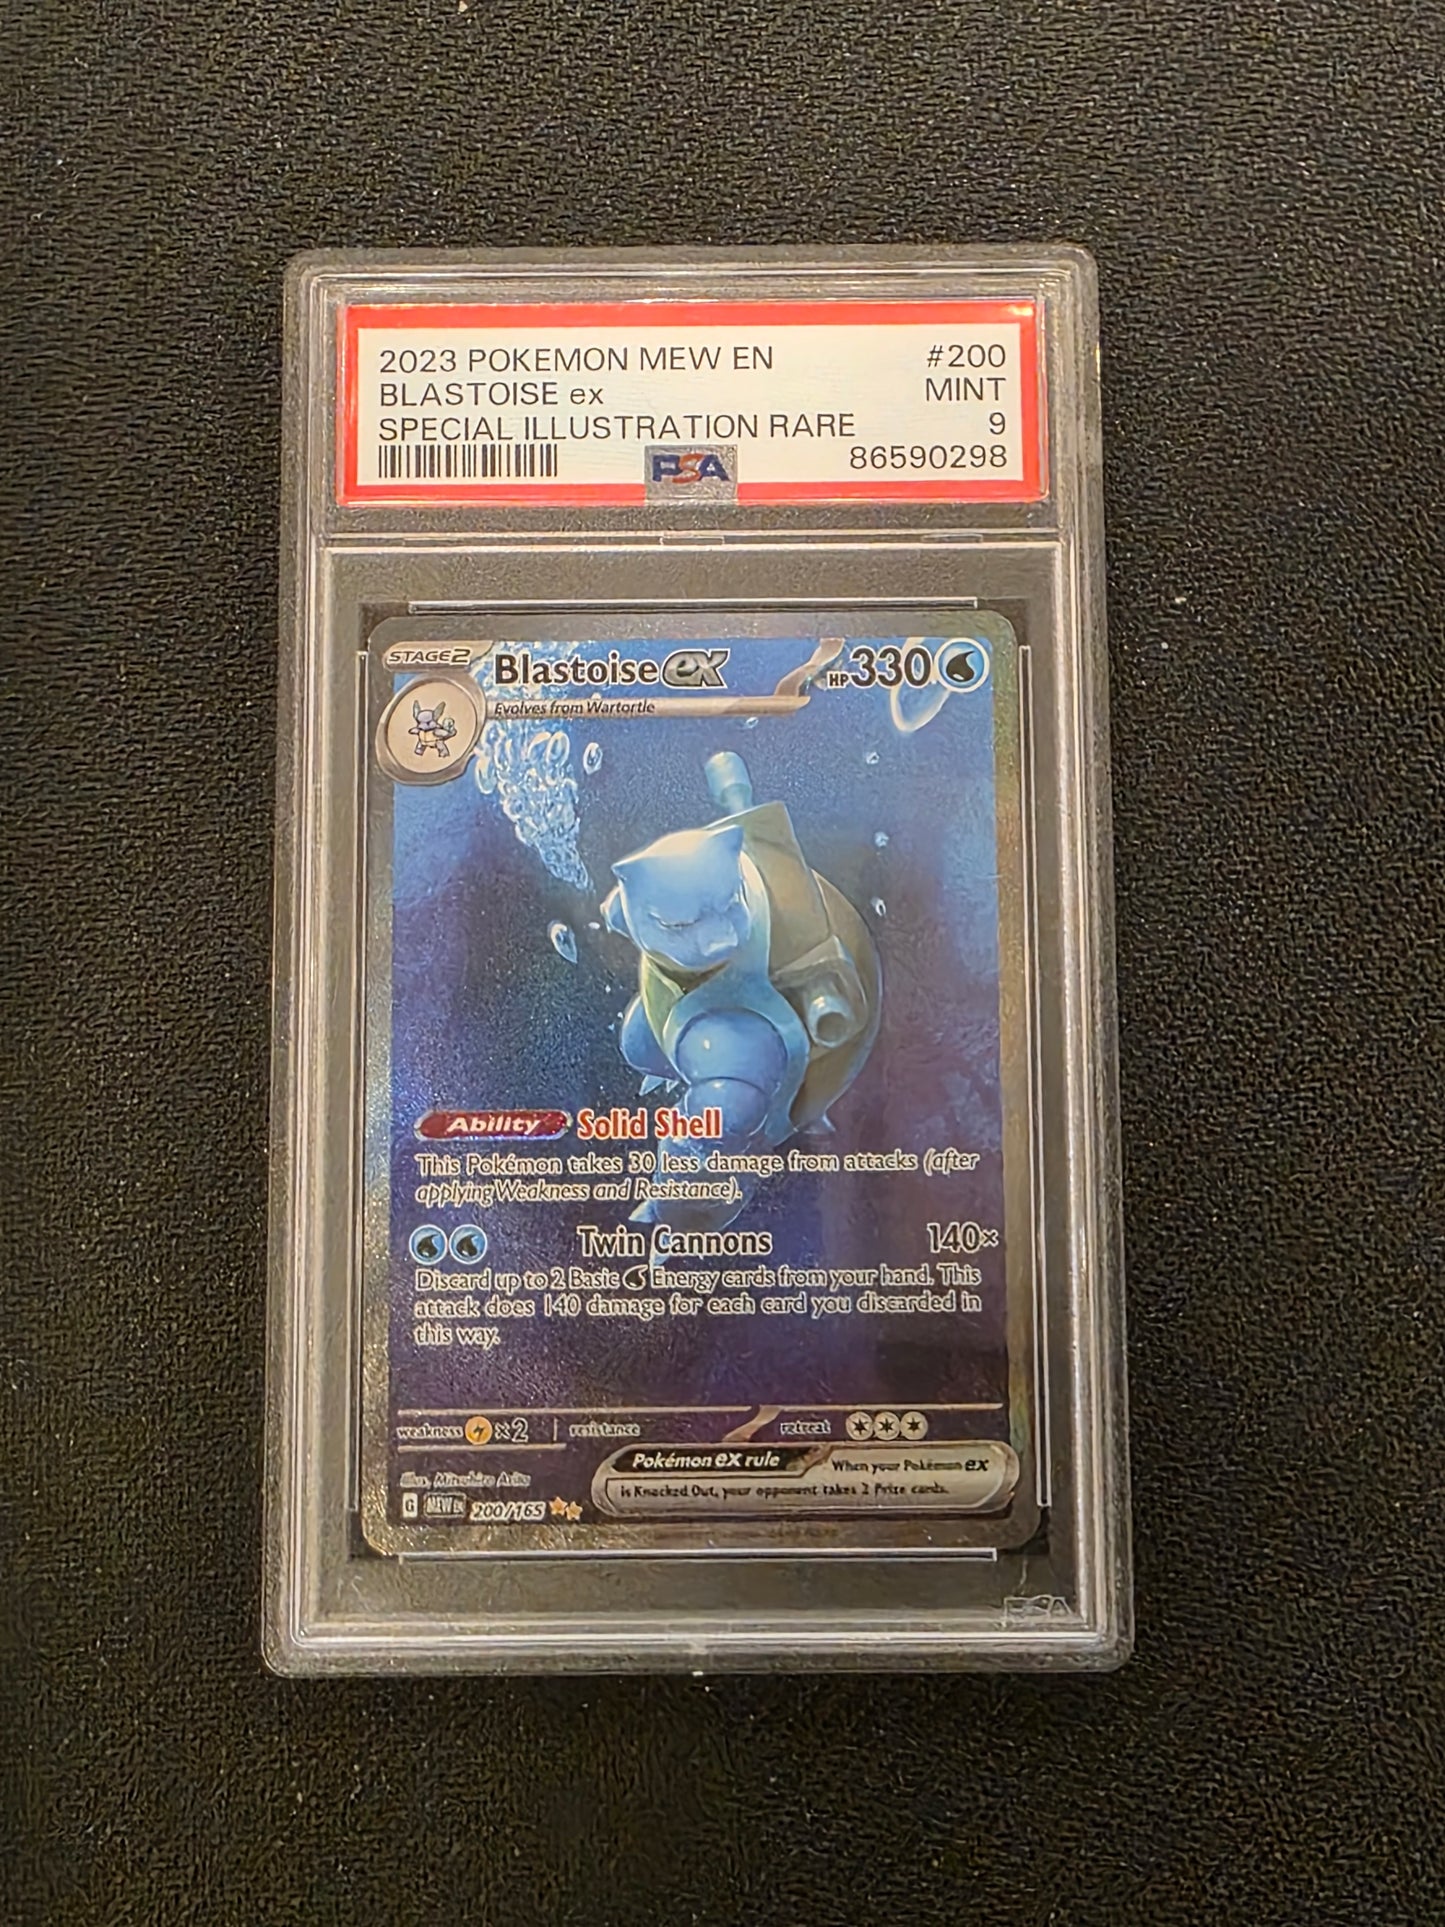 2023 POKEMON MEW EN #200
BLASTOISE ex MINT
SPECIAL ILLUSTRATION RARE 9
PSA 86590298
STAGE2 Blastoise ex HP330
Evolves from Wartortle
Ability Solid Shell
This Pokémon takes 30 less damage from attacks (after
applying Weakness and Resistance).
Twin Cannons 140×
Discard up to 2 Basic Energy cards from your hand. This
attack does 140 damage for each card you discarded in
this way.
weakness ×2 resistance retreat
Pokémon ex rule When your Pokémon ex
is Knocked Out, your opponent takes 2 Prize cards.
Illus. Mitsuhiro Arita
G MEW EN 200/165
PSA